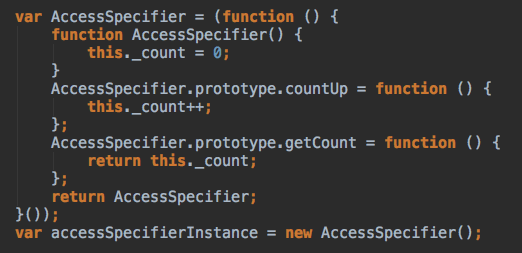 var AccessSpecifier = (function () {
    function AccessSpecifier() {
        this._count = 0;
    }
    AccessSpecifier.prototype.countUp = function () {
        this._count++;
    };
    AccessSpecifier.prototype.getCount = function () {
        return this._count;
    };
    return AccessSpecifier;
}());
var accessSpecifierInstance = new AccessSpecifier();